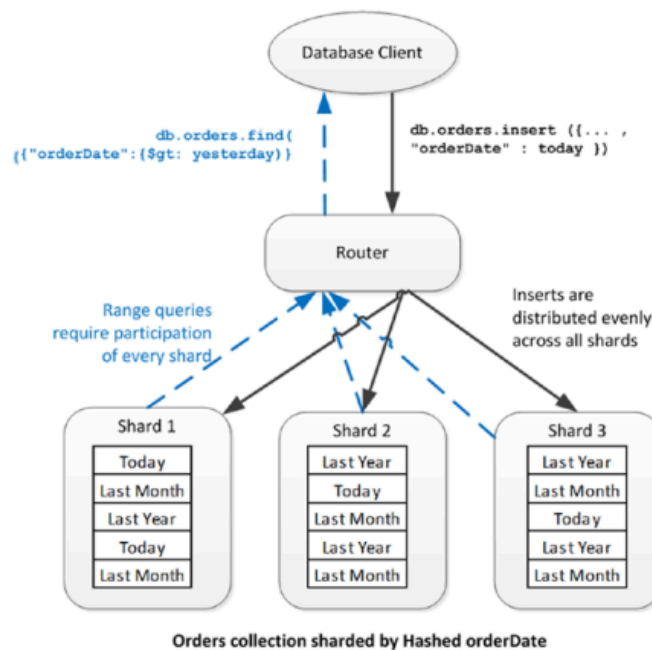 Database Client
db.orders.find(
{{"orderDate":{$gt: yesterday)}
db.orders.insert ({... ,
"orderDate" : today })
Router
Range queries
require participation
of every shard
Inserts are
distributed evenly
across all shards
Shard 1
Today
Last Month
Last Year
Today
Last Month
Shard 2
Last Year
Today
Last Month
Last Year
Last Month
Shard 3
Last Year
Last Month
Today
Last Year
Last Month
Orders collection sharded by Hashed orderDate